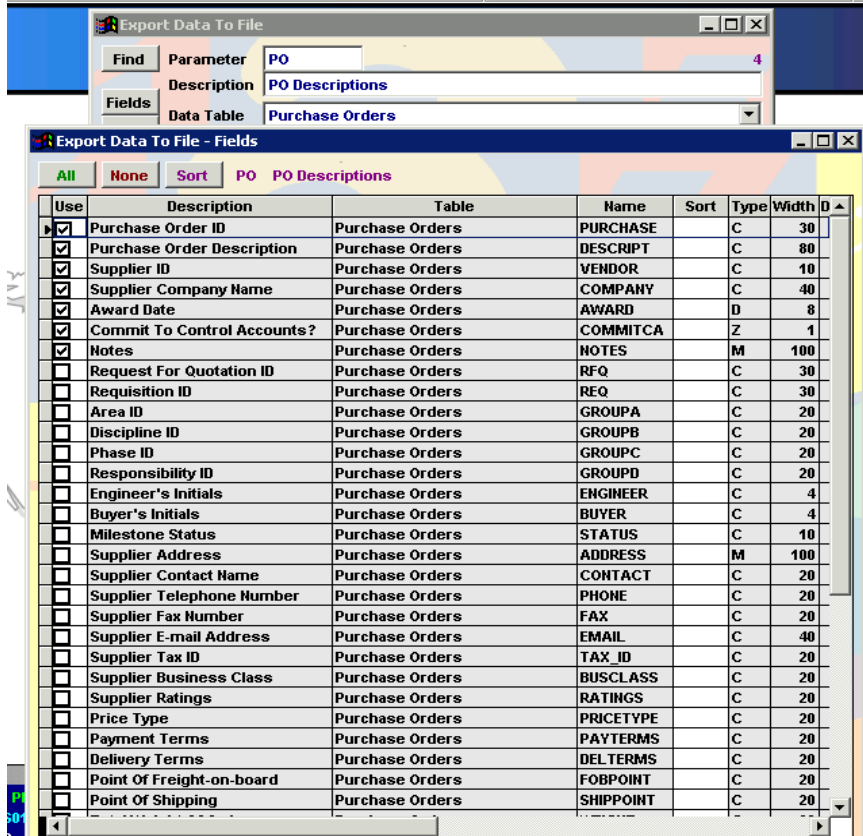 Export Data To File
Find Parameter PO 4
Description PO Descriptions
Fields
Data Table Purchase Orders
Export Data To File - Fields
All None Sort PO PO Descriptions
Use Description Table Name Sort Type Width D
Purchase Order ID Purchase Orders PURCHASE C 30
Purchase Order Description Purchase Orders DESCRIPT C 80
Supplier ID Purchase Orders VENDOR C 10
Supplier Company Name Purchase Orders COMPANY C 40
Award Date Purchase Orders AWARD D 8
Commit To Control Accounts? Purchase Orders COMMITCA Z 1
Notes Purchase Orders NOTES M 100
Request For Quotation ID Purchase Orders RFQ C 30
Requisition ID Purchase Orders REQ C 30
Area ID Purchase Orders GROUPA C 20
Discipline ID Purchase Orders GROUPB C 20
Phase ID Purchase Orders GROUPC C 20
Responsibility ID Purchase Orders GROUPD C 20
Engineer's Initials Purchase Orders ENGINEER C 4
Buyer's Initials Purchase Orders BUYER C 4
Milestone Status Purchase Orders STATUS C 10
Supplier Address Purchase Orders ADDRESS M 100
Supplier Contact Name Purchase Orders CONTACT C 20
Supplier Telephone Number Purchase Orders PHONE C 20
Supplier Fax Number Purchase Orders FAX C 20
Supplier E-mail Address Purchase Orders EMAIL C 40
Supplier Tax ID Purchase Orders TAX_ID C 20
Supplier Business Class Purchase Orders BUSCLASS C 20
Supplier Ratings Purchase Orders RATINGS C 20
Price Type Purchase Orders PRICETYPE C 20
Payment Terms Purchase Orders PAYTERMS C 20
Delivery Terms Purchase Orders DELTERMS C 20
Point Of Freight-on-board Purchase Orders FOBPOINT C 20
Point Of Shipping Purchase Orders SHIPPOINT C 20